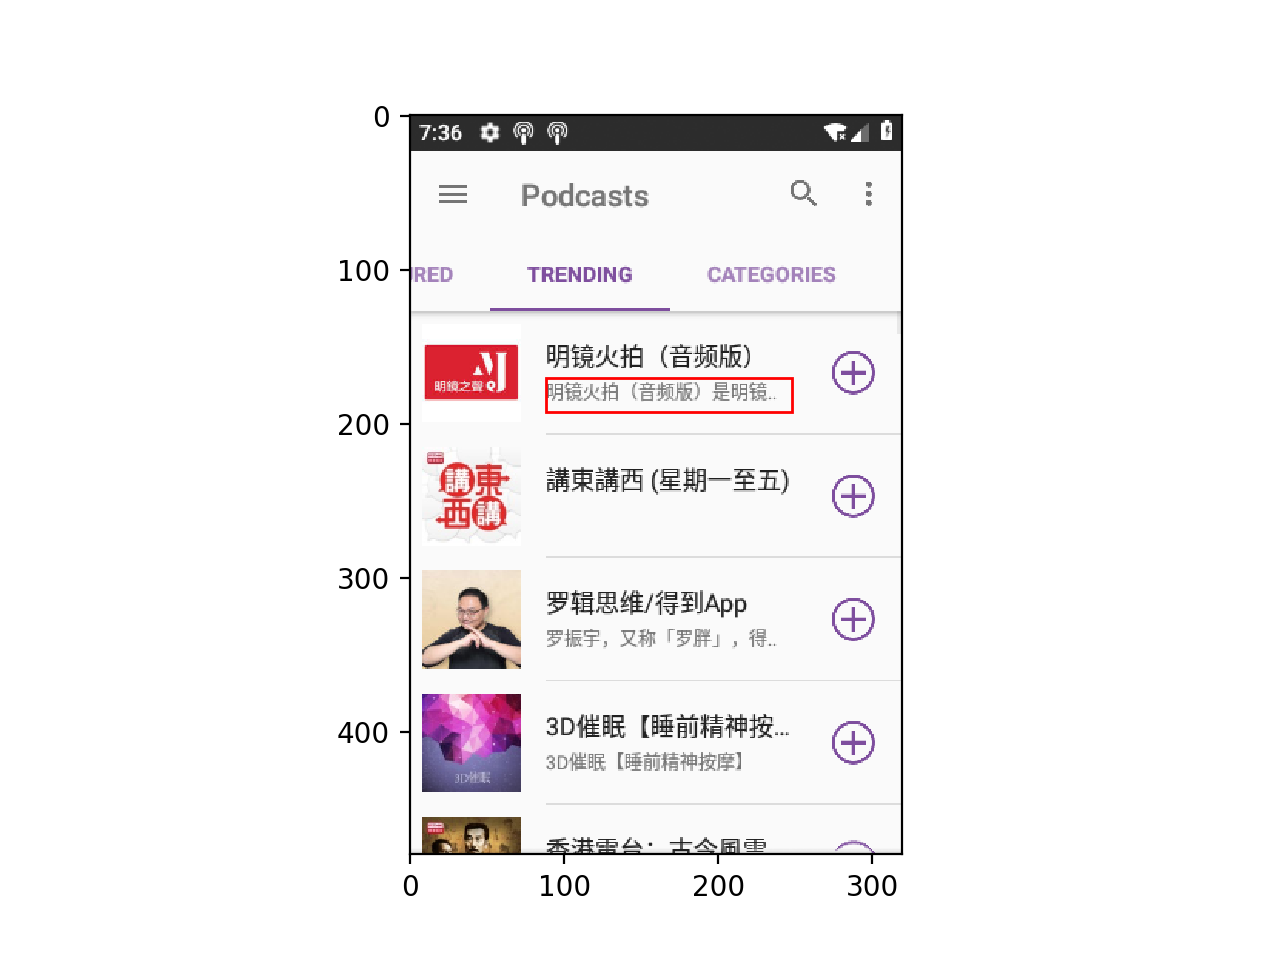 0
100
200
300
400
7:36
Podcasts
RED
TRENDING
CATEGORIES
明鏡之聲
明镜火拍（音频版）
明镜火拍（音频版）是明镜..
講東
西講
講東講西 (星期一至五)
罗辑思维/得到App
罗振宇，又称「罗胖」，得..
3D催眠
3D催眠【睡前精神按...
3D催眠【睡前精神按摩】
香港電台：古今風雲
0
100
200
300